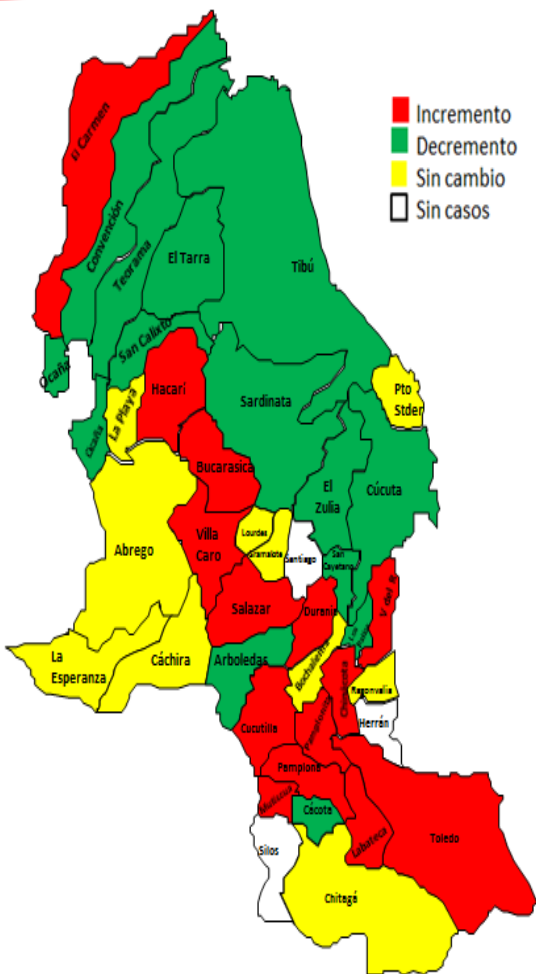 Incremento
Decremento
Sin cambio
Sin casos
El Carmen
Convención
Teorama
El Tarra
Tibú
San Calixto
Ocaña
La Playa
Hacarí
Sardinata
Pto
Stder
Ocaña
Bucarasica
El
Zulia
Cúcuta
Abrego
Villa
Caro
Lourdes
Gramalote
Santiago
San
Cayetano
Salazar
Durania
V. del R.
Los
La
Esperanza
Cáchira
Arboledas
Bochalema
Chinácota
Ragonvalia
Herrán
Cucutilla
Pamplonita
Pamplona
Mutiscua
Cácota
Labateca
Toledo
Silos
Chitagá